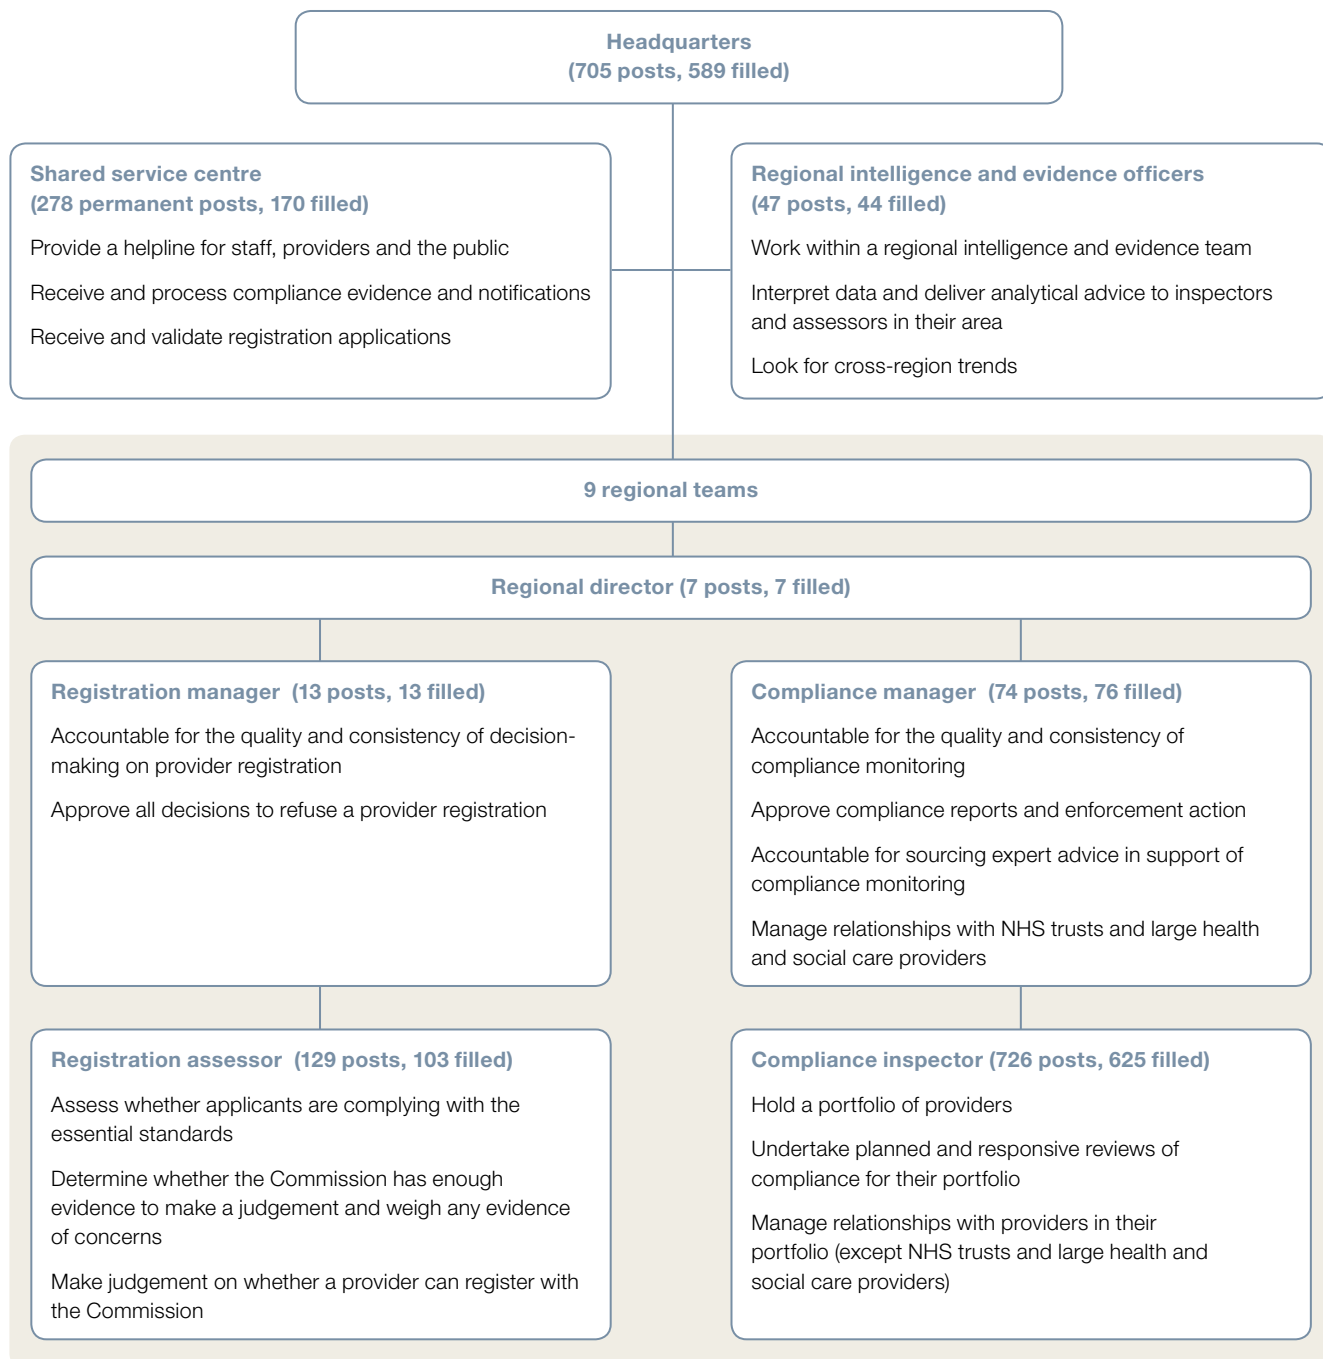 Headquarters
(705 posts, 589 filled)
Shared service centre
(278 permanent posts, 170 filled)
Provide a helpline for staff, providers and the public
Receive and process compliance evidence and notifications
Receive and validate registration applications
Regional intelligence and evidence officers
(47 posts, 44 filled)
Work within a regional intelligence and evidence team
Interpret data and deliver analytical advice to inspectors
and assessors in their area
Look for cross-region trends
9 regional teams
Regional director (7 posts, 7 filled)
Registration manager (13 posts, 13 filled)
Accountable for the quality and consistency of decision-
making on provider registration
Approve all decisions to refuse a provider registration
Compliance manager (74 posts, 76 filled)
Accountable for the quality and consistency of
compliance monitoring
Approve compliance reports and enforcement action
Accountable for sourcing expert advice in support of
compliance monitoring
Manage relationships with NHS trusts and large health
and social care providers
Registration assessor (129 posts, 103 filled)
Assess whether applicants are complying with the
essential standards
Determine whether the Commission has enough
evidence to make a judgement and weigh any evidence
of concerns
Make judgement on whether a provider can register with
the Commission
Compliance inspector (726 posts, 625 filled)
Hold a portfolio of providers
Undertake planned and responsive reviews of
compliance for their portfolio
Manage relationships with providers in their
portfolio (except NHS trusts and large health and
social care providers)